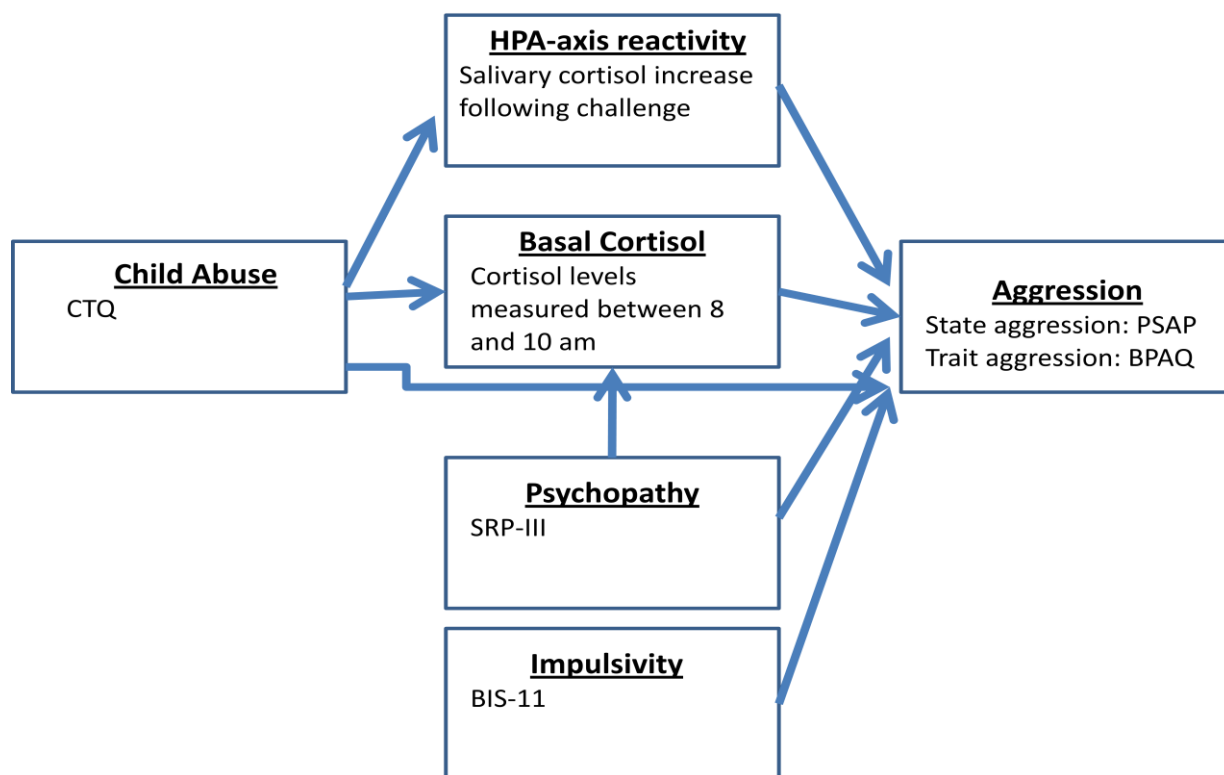 HPA-axis reactivity
Salivary cortisol increase
following challenge
Child Abuse
CTQ
Basal Cortisol
Cortisol levels
measured between 8
and 10 am
Aggression
State aggression: PSAP
Trait aggression: BPAQ
Psychopathy
SRP-III
Impulsivity
BIS-11